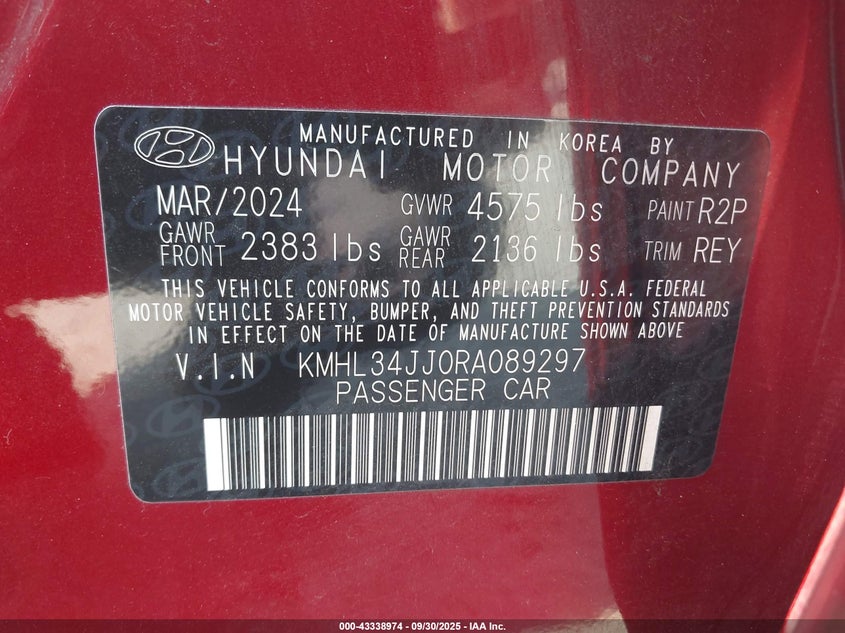 MANUFACTURED IN KOREA BY
HYUNDAI MOTOR COMPANY
MAR/2024 GVWR 4575 lbs PAINT R2P
GAWR FRONT 2383 lbs GAWR REAR 2136 lbs TRIM REY
THIS VEHICLE CONFORMS TO ALL APPLICABLE U.S.A. FEDERAL
MOTOR VEHICLE SAFETY, BUMPER, AND THEFT PREVENTION STANDARDS
IN EFFECT ON THE DATE OF MANUFACTURE SHOWN ABOVE
V.I.N KMHL34JJ0RA089297
PASSENGER CAR
000-43338974 - 09/30/2025 - IAA Inc.